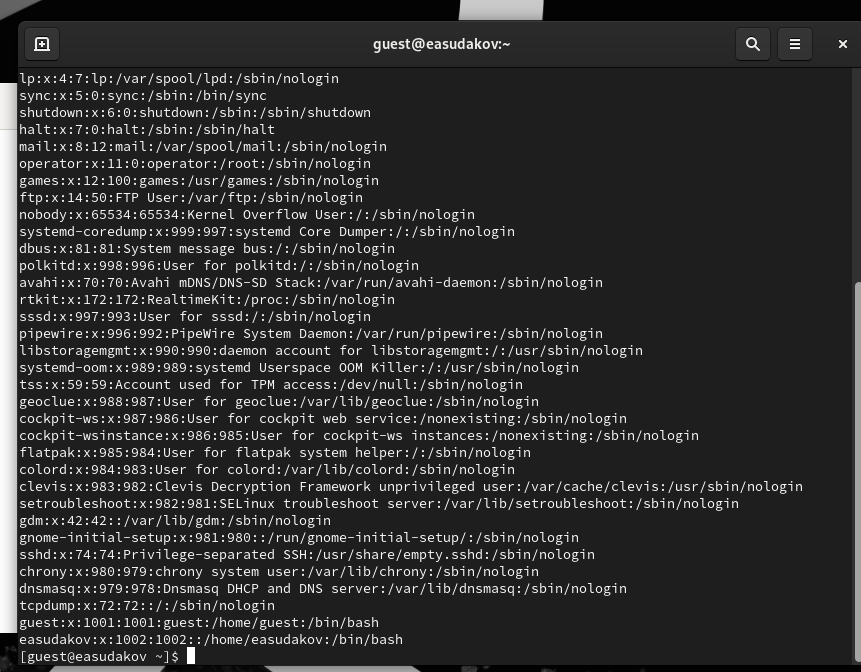 guest@easudakov:~
lp:x:4:7:lp:/var/spool/lpd:/sbin/nologin
sync:x:5:0:sync:/sbin:/bin/sync
shutdown:x:6:0:shutdown:/sbin:/sbin/shutdown
halt:x:7:0:halt:/sbin:/sbin/halt
mail:x:8:12:mail:/var/spool/mail:/sbin/nologin
operator:x:11:0:operator:/root:/sbin/nologin
games:x:12:100:games:/usr/games:/sbin/nologin
ftp:x:14:50:FTP User:/var/ftp:/sbin/nologin
nobody:x:65534:65534:Kernel Overflow User:/:/sbin/nologin
systemd-coredump:x:999:997:systemd Core Dumper:/:/sbin/nologin
dbus:x:81:81:System message bus:/:/sbin/nologin
polkitd:x:998:996:User for polkitd:/:/sbin/nologin
avahi:x:70:70:Avahi mDNS/DNS-SD Stack:/var/run/avahi-daemon:/sbin/nologin
rtkit:x:172:172:RealtimeKit:/proc:/sbin/nologin
sssd:x:997:993:User for sssd:/:/sbin/nologin
pipewire:x:996:992:PipeWire System Daemon:/var/run/pipewire:/sbin/nologin
libstoragemgmt:x:990:990:daemon account for libstoragemgmt:/:/usr/sbin/nologin
systemd-oom:x:989:989:systemd Userspace OOM Killer:/:/usr/sbin/nologin
tss:x:59:59:Account used for TPM access:/dev/null:/sbin/nologin
geoclue:x:988:987:User for geoclue:/var/lib/geoclue:/sbin/nologin
cockpit-ws:x:987:986:User for cockpit web service:/nonexisting:/sbin/nologin
cockpit-wsinstance:x:986:985:User for cockpit-ws instances:/nonexisting:/sbin/nologin
flatpak:x:985:984:User for flatpak system helper:/:/sbin/nologin
colord:x:984:983:User for colord:/var/lib/colord:/sbin/nologin
clevis:x:983:982:Clevis Decryption Framework unprivileged user:/var/cache/clevis:/usr/sbin/nologin
setroubleshoot:x:982:981:SELinux troubleshoot server:/var/lib/setroubleshoot:/sbin/nologin
gdm:x:42:42::/var/lib/gdm:/sbin/nologin
gnome-initial-setup:x:981:980::/run/gnome-initial-setup/:/sbin/nologin
sshd:x:74:74:Privilege-separated SSH:/usr/share/empty.sshd:/sbin/nologin
chrony:x:980:979:chrony system user:/var/lib/chrony:/sbin/nologin
dnsmasq:x:979:978:Dnsmasq DHCP and DNS server:/var/lib/dnsmasq:/sbin/nologin
tcpdump:x:72:72::/:/sbin/nologin
guest:x:1001:1001:guest:/home/guest:/bin/bash
easudakov:x:1002:1002::/home/easudakov:/bin/bash
[guest@easudakov ~]$